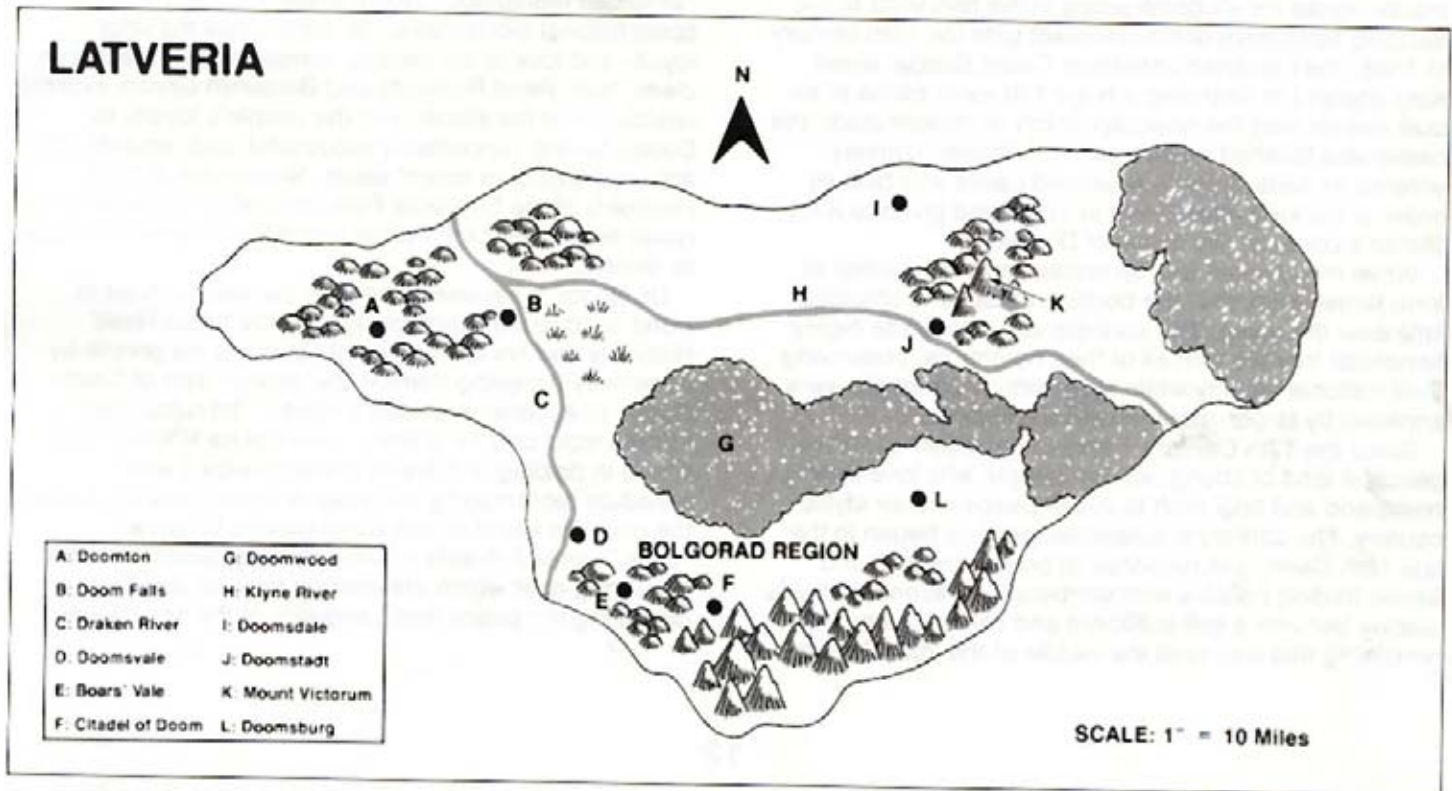 LATVERIA
N
I
A
B
H
K
J
C
G
L
D
BOLGORAD REGION
E
F
A: Doomton
G: Doomwood
B: Doom Falls
H: Klyne River
C: Draken River
I: Doomsdale
D: Doomsvale
J: Doomstadt
E: Boars' Vale
K: Mount Victorum
F: Citadel of Doom
L: Doomsburg
SCALE: 1" = 10 Miles